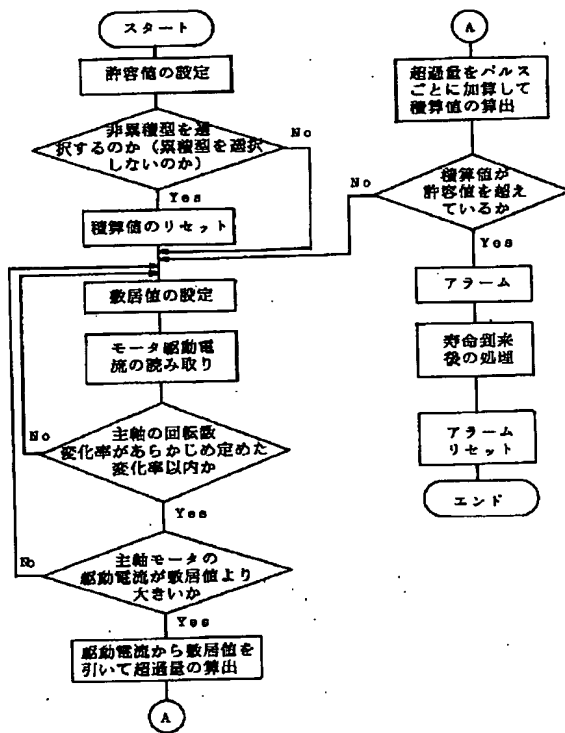 スタート
許容値の設定
非累積型を選
択するのか(累積型を選択
しないのか)
No
Yes
積算値のリセット
敷居値の設定
モータ駆動電
流の読み取り
主軸の回転数
変化率があらかじめ定めた
変化率以内か
No
Yes
主軸モータの
駆動電流が敷居値より
大きいか
No
Yes
駆動電流から敷居値を
引いて超過量の算出
A
A
超過量をパルス
ごとに加算して
積算値の算出
積算値が
許容値を超え
ているか
No
Yes
アラーム
寿命到来
後の処理
アラーム
リセット
エンド